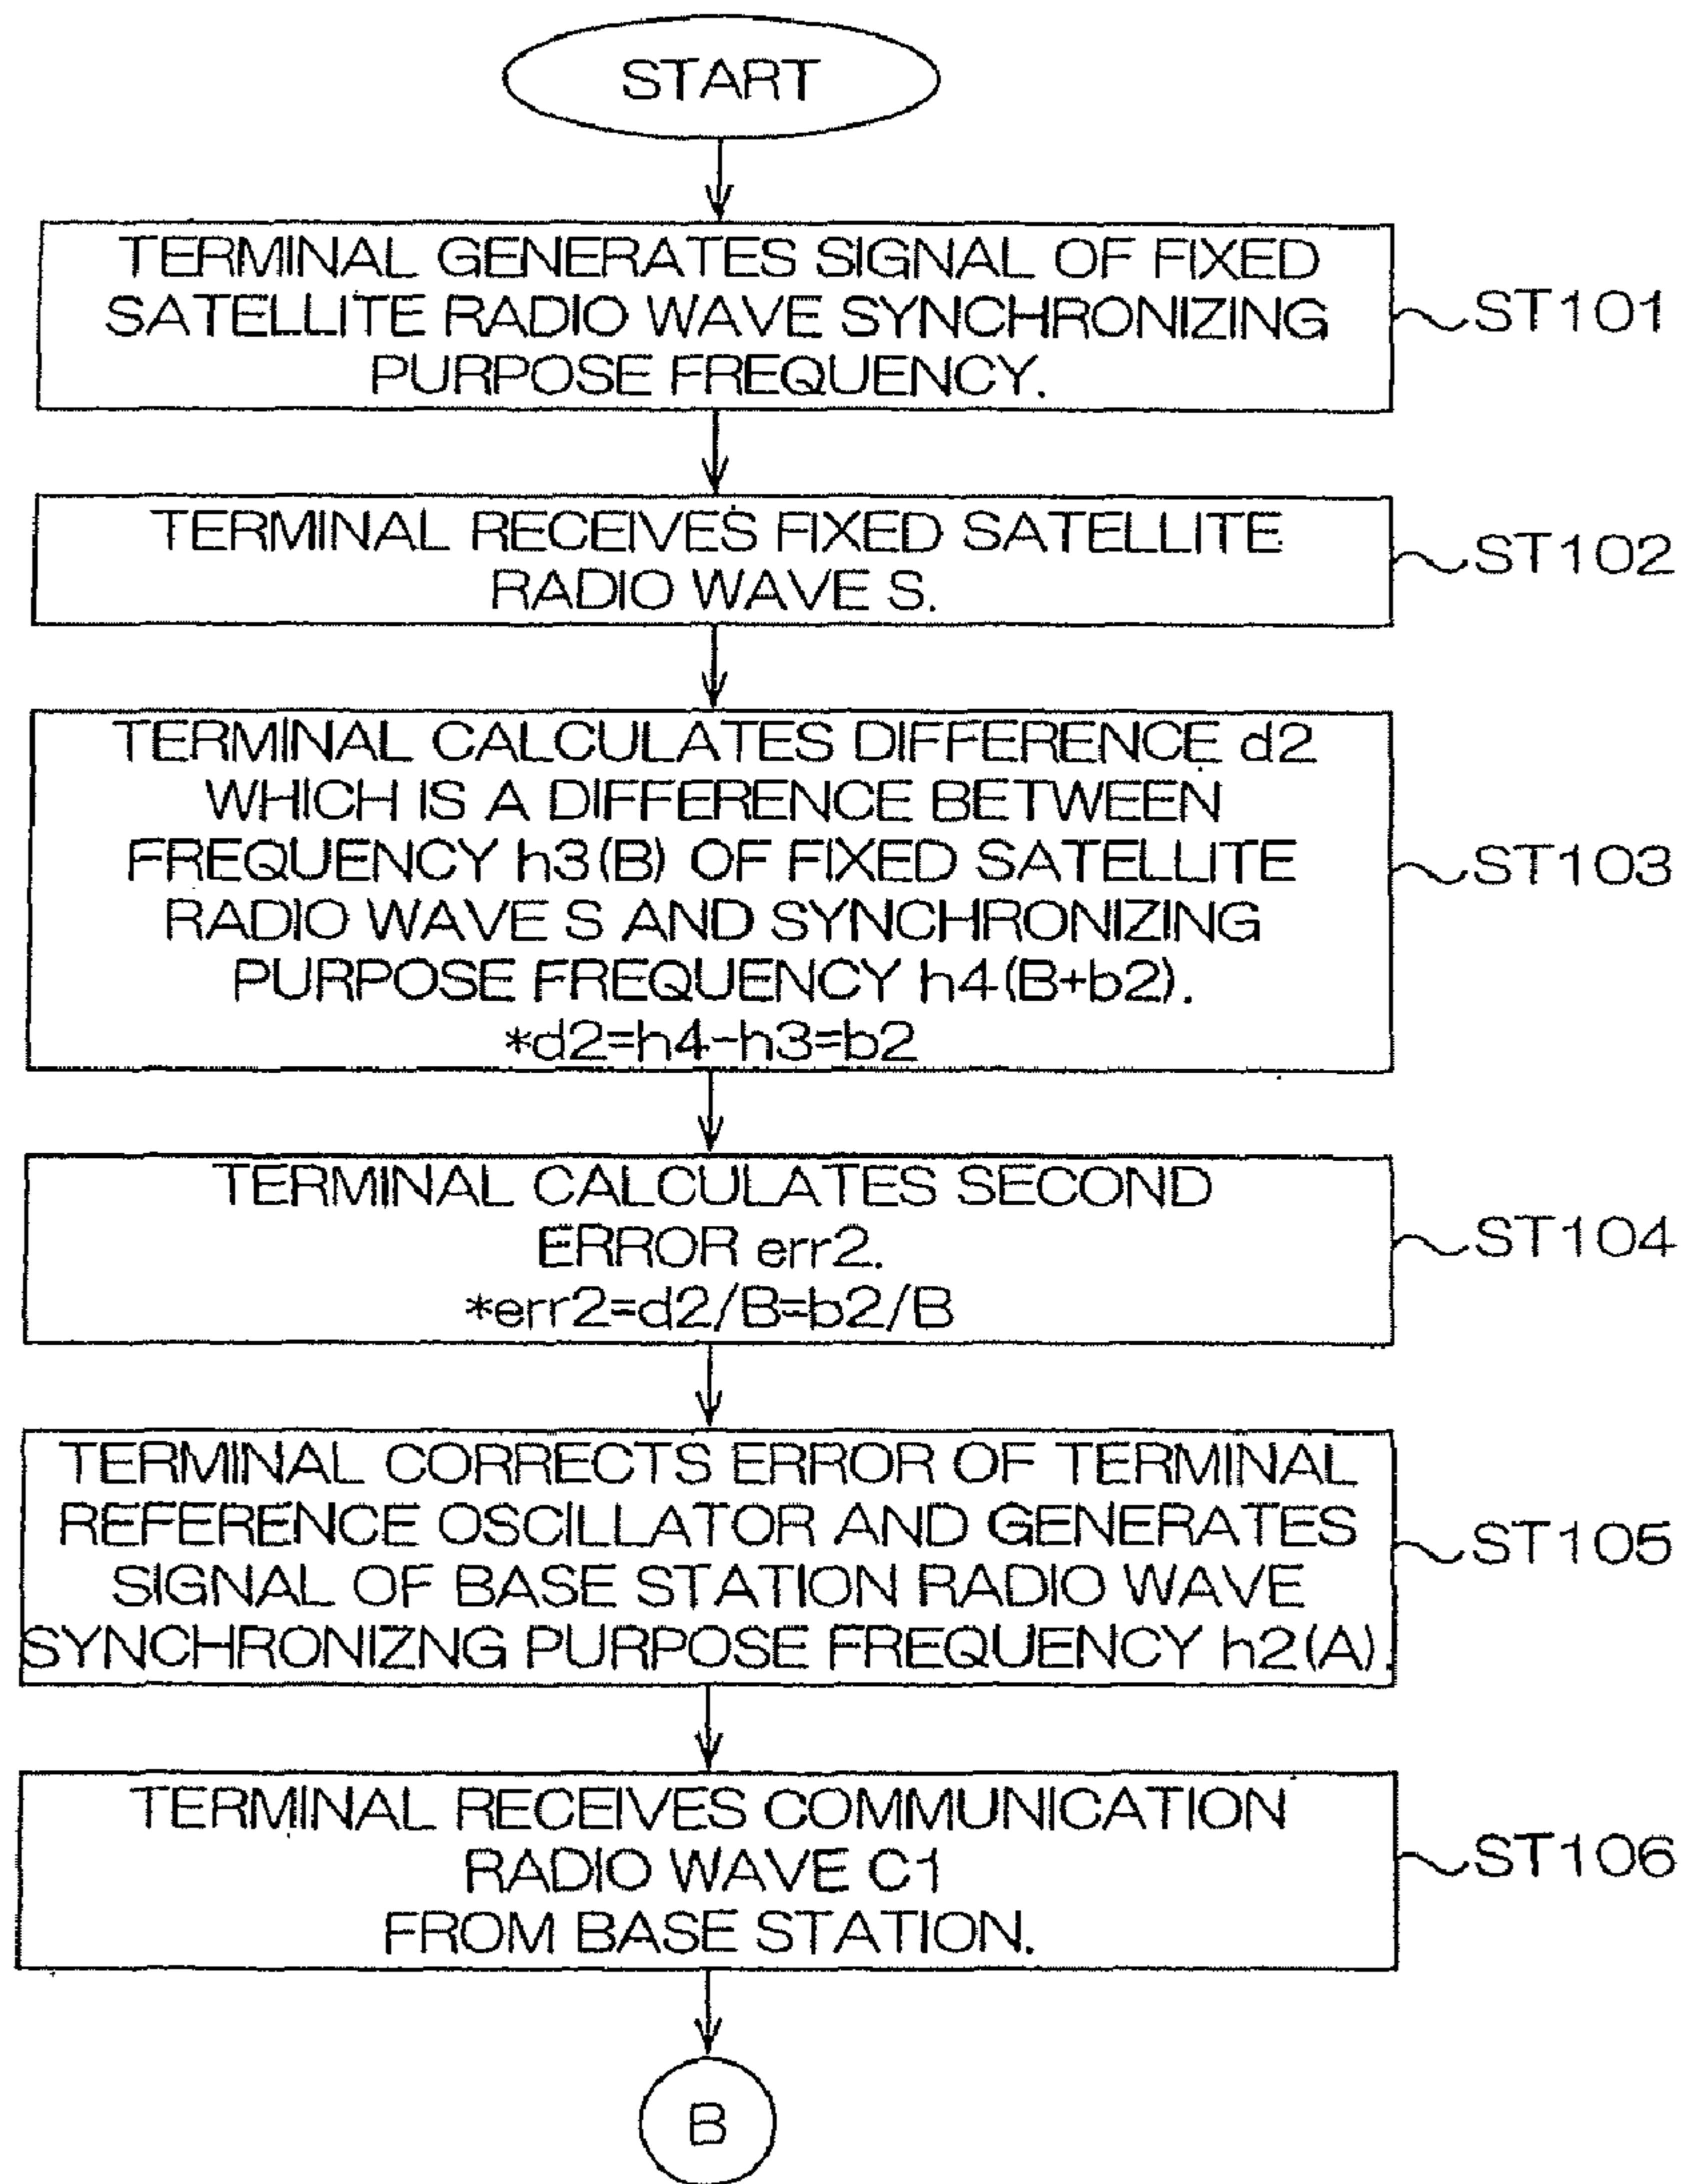 START
TERMINAL GENERATES SIGNAL OF FIXED
SATELLITE RADIO WAVE SYNCHRONIZING
PURPOSE FREQUENCY.
ST101
TERMINAL RECEIVES FIXED SATELLITE
RADIO WAVE S.
ST102
TERMINAL CALCULATES DIFFERENCE d2
WHICH IS A DIFFERENCE BETWEEN
FREQUENCY h3(B) OF FIXED SATELLITE
RADIO WAVE S AND SYNCHRONIZING
PURPOSE FREQUENCY h4(B+b2).
*d2=h4-h3=b2
ST103
TERMINAL CALCULATES SECOND
ERROR err2.
*err2=d2/B=b2/B
ST104
TERMINAL CORRECTS ERROR OF TERMINAL
REFERENCE OSCILLATOR AND GENERATES
SIGNAL OF BASE STATION RADIO WAVE
SYNCHRONIZNG PURPOSE FREQUENCY h2(A).
ST105
TERMINAL RECEIVES COMMUNICATION
RADIO WAVE C1
FROM BASE STATION.
ST106
B